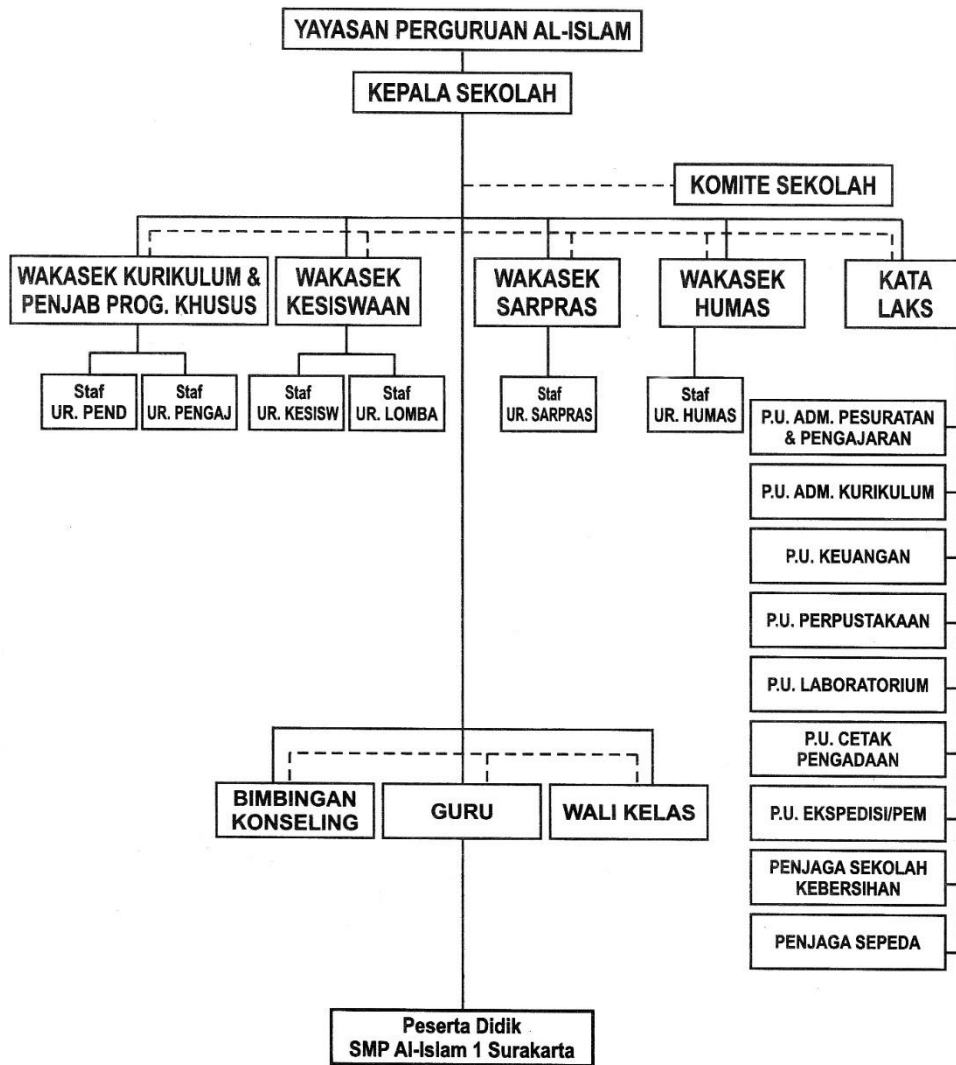 YAYASAN PERGURUAN AL-ISLAM
KEPALA SEKOLAH
KOMITE SEKOLAH
WAKASEK KURIKULUM &
PENJAB PROG. KHUSUS
WAKASEK
KESISWAAN
WAKASEK
SARPRAS
WAKASEK
HUMAS
KATA
LAKS
Staf
UR. PEND
Staf
UR. PENGAJ
Staf
UR. KESISW
Staf
UR. LOMBA
Staf
UR. SARPRAS
Staf
UR. HUMAS
P.U. ADM. PESURATAN
& PENGAJARAN
P.U. ADM. KURIKULUM
P.U. KEUANGAN
P.U. PERPUSTAKAAN
P.U. LABORATORIUM
P.U. CETAK
PENGADAAN
P.U. EKSPEDISI/PEM
PENJAGA SEKOLAH
KEBERSIHAN
PENJAGA SEPEDA
BIMBINGAN
KONSELING
GURU
WALI KELAS
Peserta Didik
SMP Al-Islam 1 Surakarta